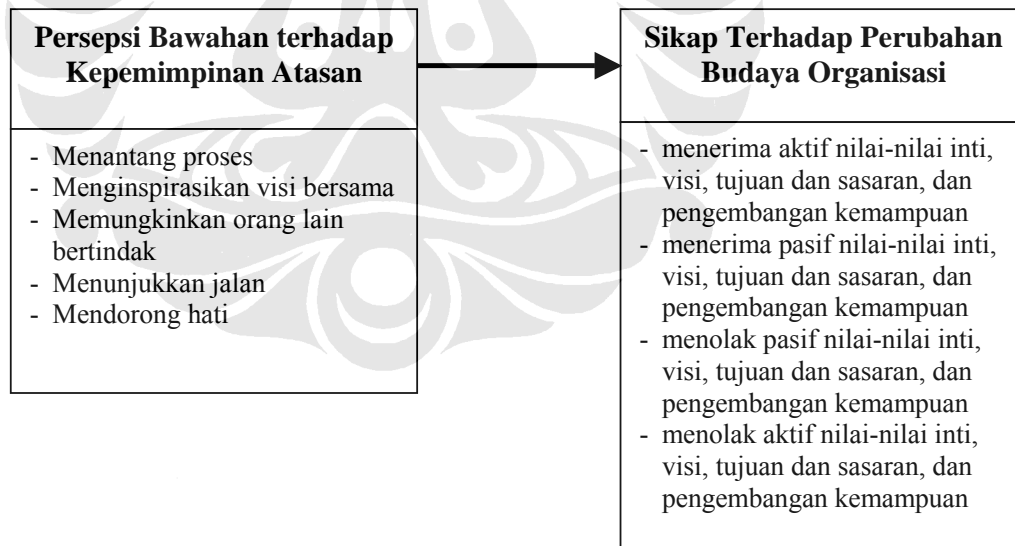 Persepsi Bawahan terhadap
Kepemimpinan Atasan
- Menantang proses
- Menginspirasikan visi bersama
- Memungkinkan orang lain
bertindak
- Menunjukkan jalan
- Mendorong hati
Sikap Terhadap Perubahan
Budaya Organisasi
- menerima aktif nilai-nilai inti,
visi, tujuan dan sasaran, dan
pengembangan kemampuan
- menerima pasif nilai-nilai inti,
visi, tujuan dan sasaran, dan
pengembangan kemampuan
- menolak pasif nilai-nilai inti,
visi, tujuan dan sasaran, dan
pengembangan kemampuan
- menolak aktif nilai-nilai inti,
visi, tujuan dan sasaran, dan
pengembangan kemampuan